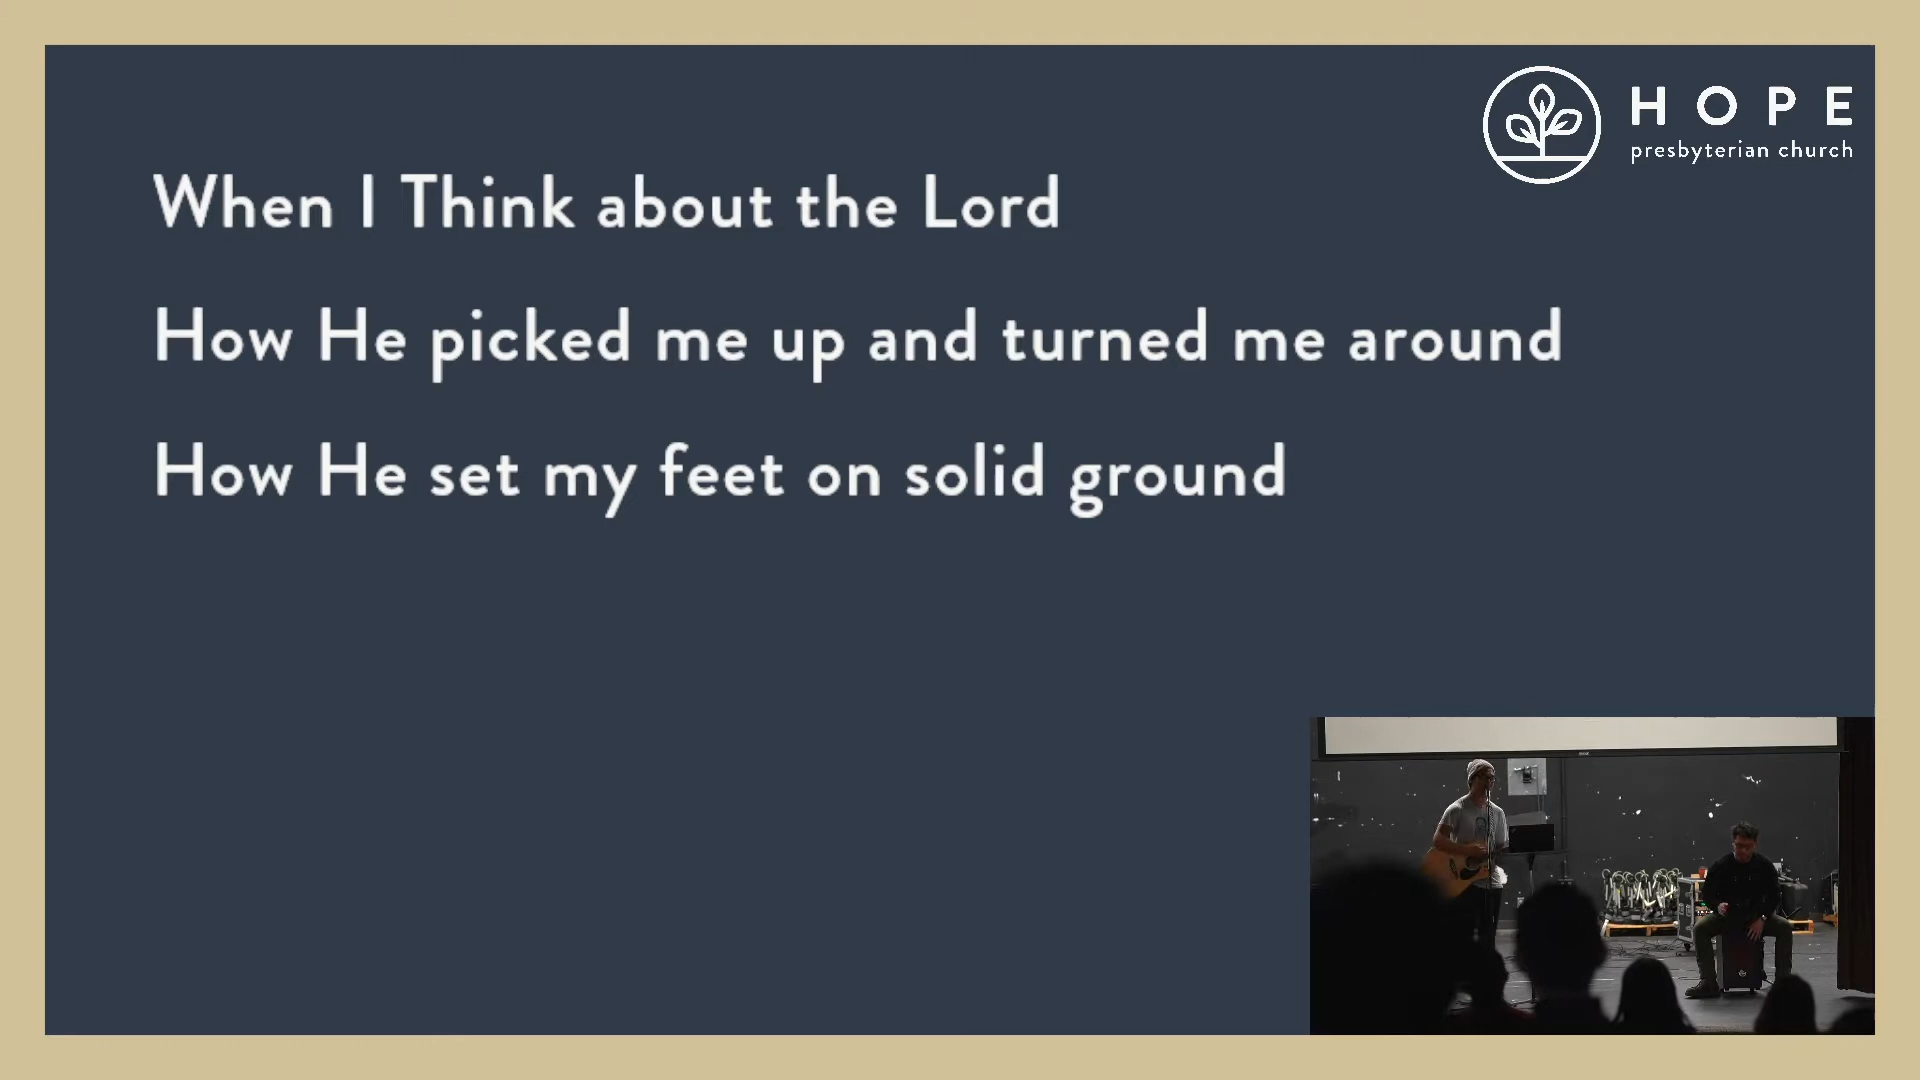 HOPE
presbyterian church
When I Think about the Lord
How He picked me up and turned me around
How He set my feet on solid ground